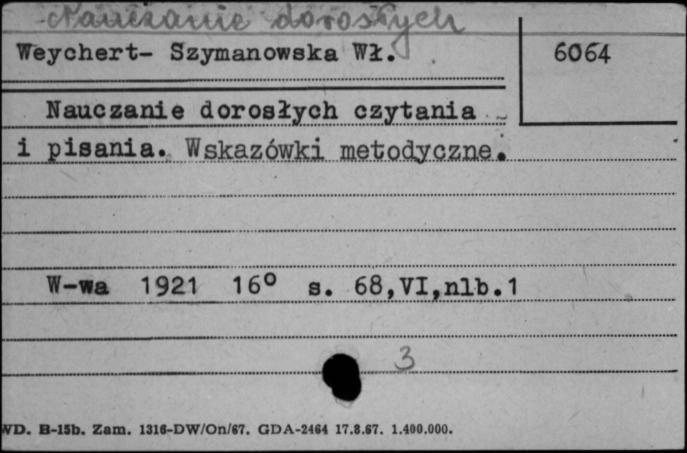 Nauczanie dorosłych
Weychert- Szymanowska Wł.
6064
Nauczanie dorosłych czytania
i pisania. Wskazówki metodyczne.
W-wa 1921 16° s. 68,VI,nlb.1
3
WD. B-15b. Zam. 1316-DW/On/67. GDA-2464 17.8.67. 1.400.000.